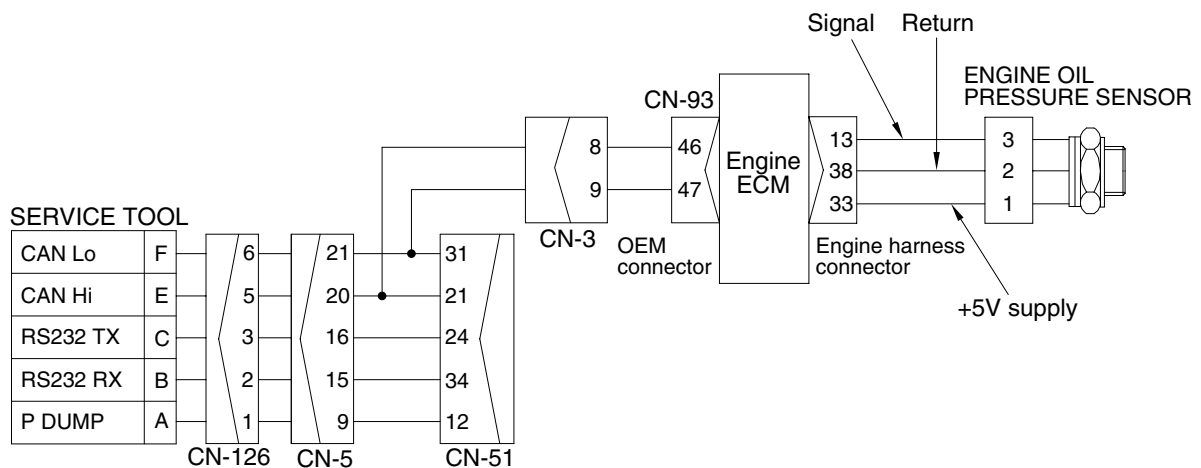 Signal Return
ENGINE OIL
PRESSURE SENSOR
CN-93
8 46 Engine 13 3
9 47 ECM 38 2
33 1
CN-3
OEM
connector
Engine harness
connector
+5V supply
SERVICE TOOL
CAN Lo F 6 21 31
CAN Hi E 5 20 21
RS232 TX C 3 16 24
RS232 RX B 2 15 34
P DUMP A 1 9 12
CN-126 CN-5 CN-51